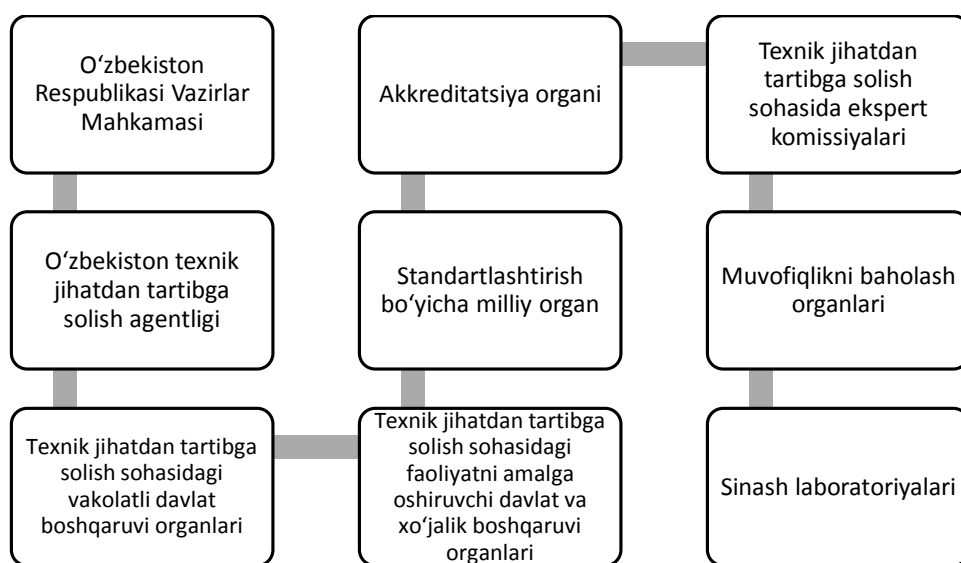 O‘zbekiston
Respublikasi Vazirlar
Mahkamasi
O‘zbekiston texnik
jihatdan tartibga
solish agentligi
Texnik jihatdan tartibga
solish sohasidagi
vakolatli davlat
boshqaruvi organlari
Texnik jihatdan tartibga
solish sohasidagi
faoliyatni amalga
oshiruvchi davlat va
xo‘jalik boshqaruvi
organlari
Standartlashtirish
bo‘yicha milliy organ
Akkreditatsiya organi
Texnik jihatdan
tartibga solish
sohasida ekspert
komissiyalari
Muvofiqlikni baholash
organlari
Sinash laboratoriyalari